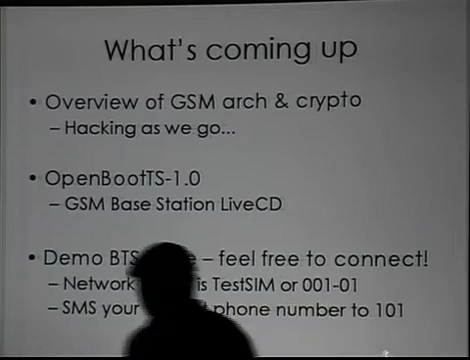 What's coming up
• Overview of GSM arch & crypto
– Hacking as we go...
• OpenBootTS-1.0
– GSM Base Station LiveCD
• Demo BTS – feel free to connect!
– Network is TestSIM or 001-01
– SMS your phone number to 101